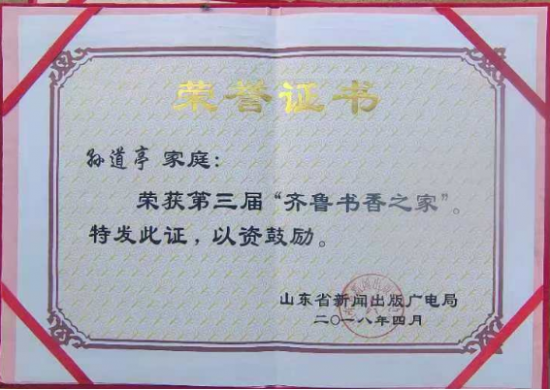 荣誉证书
孙道亭 家庭：
荣获第三届“齐鲁书香之家”。
特发此证，以资鼓励。
山东省新闻出版广电局
二〇一八年四月